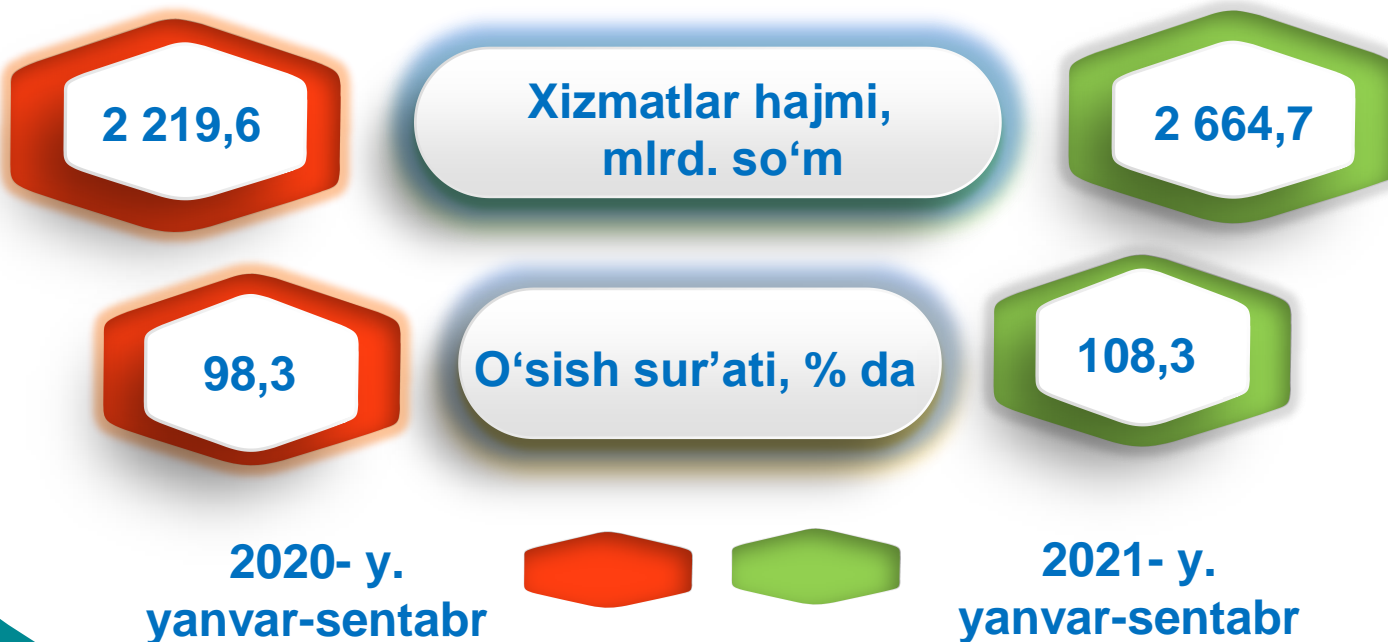 2 219,6
Xizmatlar hajmi,
mlrd. so‘m
2 664,7
98,3
O‘sish sur’ati, % da
108,3
2020- y.
yanvar-sentabr
2021- y.
yanvar-sentabr